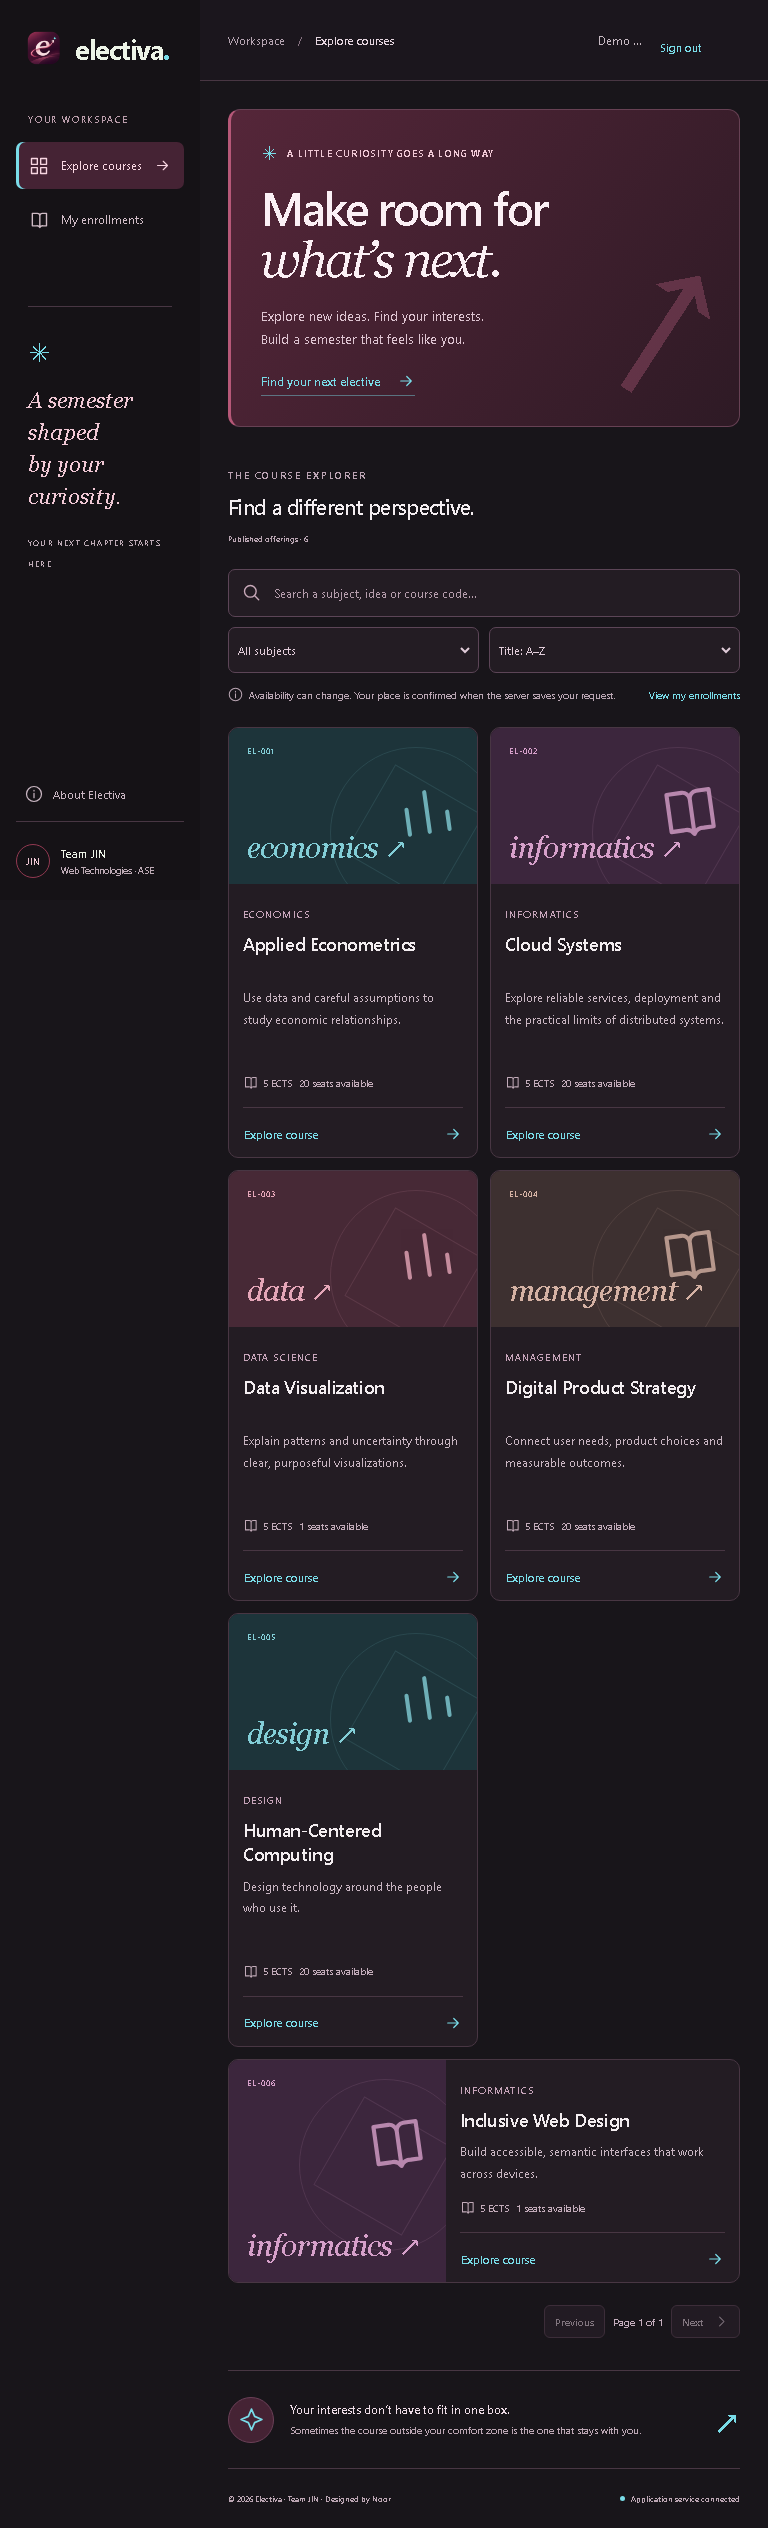 electiva.
Workspace / Explore courses
Demo ...
Sign out
YOUR WORKSPACE
Explore courses
My enrollments
A semester
shaped
by your
curiosity.
YOUR NEXT CHAPTER STARTS
HERE
About Electiva
JIN
Team JIN
Web Technologies · ASE
A LITTLE CURIOSITY GOES A LONG WAY
Make room for
what's next.
Explore new ideas. Find your interests.
Build a semester that feels like you.
Find your next elective
THE COURSE EXPLORER
Find a different perspective.
Published offerings · 6
Search a subject, idea or course code...
All subjects
Title: A–Z
Availability can change. Your place is confirmed when the server saves your request.
View my enrollments
EL-001
economics ↗
ECONOMICS
Applied Econometrics
Use data and careful assumptions to
study economic relationships.
5 ECTS 20 seats available
Explore course
EL-002
informatics ↗
INFORMATICS
Cloud Systems
Explore reliable services, deployment and
the practical limits of distributed systems.
5 ECTS 20 seats available
Explore course
EL-003
data ↗
DATA SCIENCE
Data Visualization
Explain patterns and uncertainty through
clear, purposeful visualizations.
5 ECTS 1 seats available
Explore course
EL-004
management ↗
MANAGEMENT
Digital Product Strategy
Connect user needs, product choices and
measurable outcomes.
5 ECTS 20 seats available
Explore course
EL-005
design ↗
DESIGN
Human-Centered
Computing
Design technology around the people
who use it.
5 ECTS 20 seats available
Explore course
EL-006
informatics ↗
INFORMATICS
Inclusive Web Design
Build accessible, semantic interfaces that work
across devices.
5 ECTS 1 seats available
Explore course
Previous
Page 1 of 1
Next
Your interests don't have to fit in one box.
Sometimes the course outside your comfort zone is the one that stays with you.
© 2026 Electiva · Team JIN · Designed by Noor
Application service connected